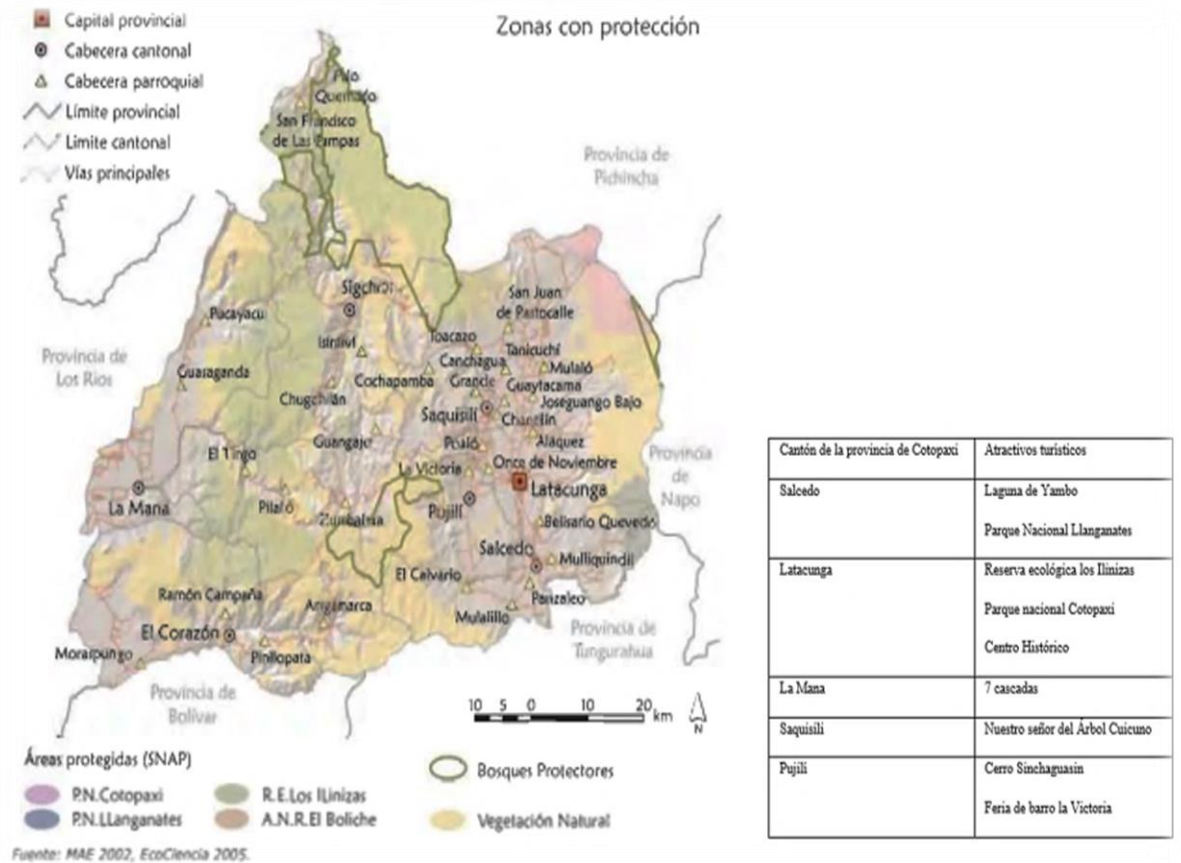 Capital provincial
Cabecera cantonal
Cabecera parroquial
Límite provincial
Limite cantonal
Vías principales
Zonas con protección
Quemado
San Francisco
de Las Pampas
Provincia de
Pichincha
Sigchos
San Juan
de Pastocalle
Pucayacu
Isinliví
Toacazo
Tanicuchí
Mulaló
Canchagua
Cochapamba
Grande
Guaytacama
Joseguango Bajo
Provincia de
Los Ríos
Guasaganda
Chugchilán
Saquisilí
Chantilín
Aláquez
Guangaje
Poaló
Once de Noviembre
El Tingo
La Victoria
Latacunga
Provincia
de
Napo
La Mana
Pilaló
Zumbahua
Pujilí
Belisario Quevedo
Salcedo
Mulliquindil
El Calvario
Panzaleo
Ramón Campaña
Angamarca
Mulalillo
El Corazón
Pinllopata
Moraspungo
Provincia de
Tungurahua
Provincia de
Bolívar
10 5 0 10 20 km
N
Áreas protegidas (SNAP)
P.N.Cotopaxi
P.N.LLanganates
R.E.Los ILinizas
A.N.R.El Boliche
Bosques Protectores
Vegetación Natural
Fuente: MAE 2002, EcoCiencia 2005.
Cantón de la provincia de Cotopaxi Atractivos turísticos
Salcedo Laguna de Yambo
Parque Nacional Llanganates
Latacunga Reserva ecológica los Ilinizas
Parque nacional Cotopaxi
Centro Histórico
La Mana 7 cascadas
Saquisilí Nuestro señor del Árbol Cuicuno
Pujilí Cerro Sinchaguasin
Feria de barro la Victoria